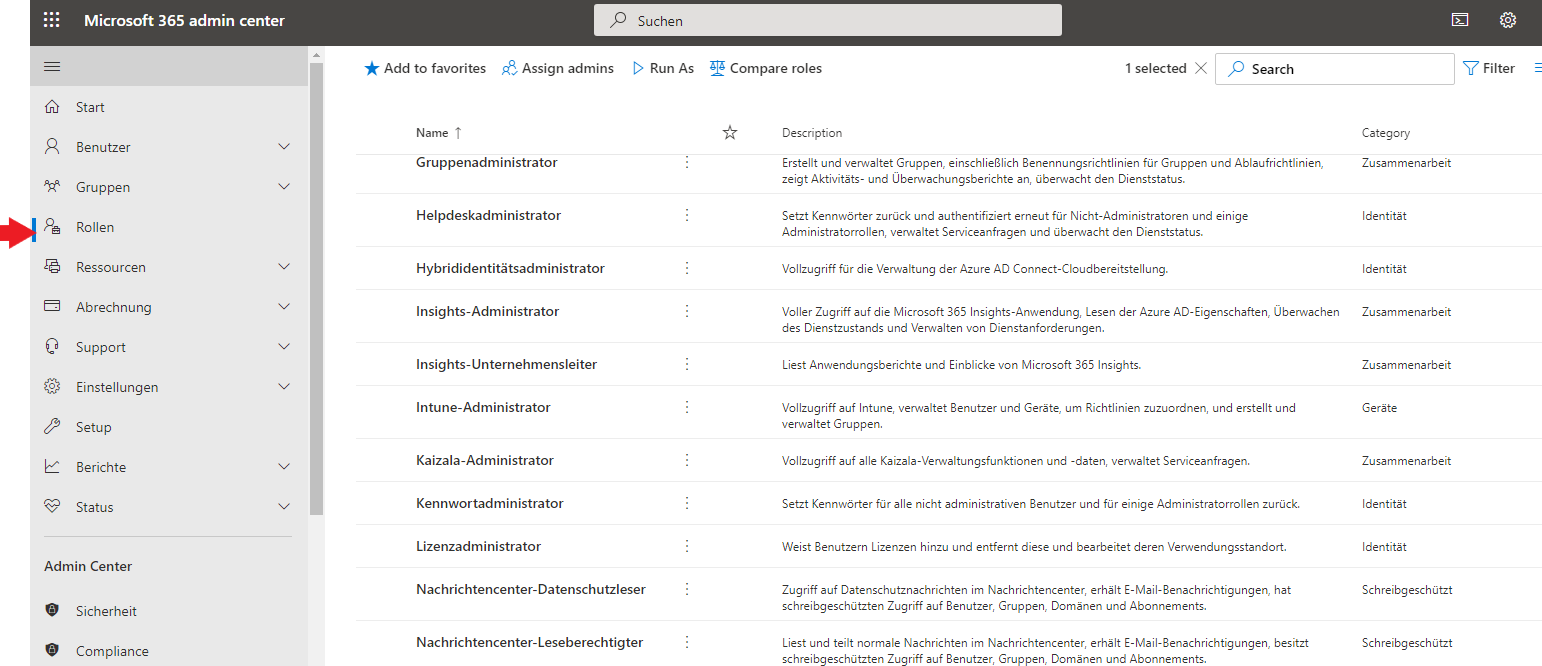 Microsoft 365 admin center
Suchen
Add to favorites
Assign admins
Run As
Compare roles
1 selected
Search
Filter
Start
Benutzer
Gruppen
Rollen
Ressourcen
Abrechnung
Support
Einstellungen
Setup
Berichte
Status
Admin Center
Sicherheit
Compliance
Name ↑
Description
Category
Gruppenadministrator
Erstellt und verwaltet Gruppen, einschließlich Benennungsrichtlinien für Gruppen und Ablaufrichtlinien,
zeigt Aktivitäts- und Überwachungsberichte an, überwacht den Dienststatus.
Zusammenarbeit
Helpdeskadministrator
Setzt Kennwörter zurück und authentifiziert erneut für Nicht-Administratoren und einige
Administratorrollen, verwaltet Serviceanfragen und überwacht den Dienststatus.
Identität
Hybrididentitätsadministrator
Vollzugriff für die Verwaltung der Azure AD Connect-Cloudbereitstellung.
Identität
Insights-Administrator
Voller Zugriff auf die Microsoft 365 Insights-Anwendung, Lesen der Azure AD-Eigenschaften, Überwachen
des Dienstzustands und Verwalten von Dienstanforderungen.
Zusammenarbeit
Insights-Unternehmensleiter
Liest Anwendungsberichte und Einblicke von Microsoft 365 Insights.
Zusammenarbeit
Intune-Administrator
Vollzugriff auf Intune, verwaltet Benutzer und Geräte, um Richtlinien zuzuordnen, und erstellt und
verwaltet Gruppen.
Geräte
Kaizala-Administrator
Vollzugriff auf alle Kaizala-Verwaltungsfunktionen und -daten, verwaltet Serviceanfragen.
Zusammenarbeit
Kennwortadministrator
Setzt Kennwörter für alle nicht administrativen Benutzer und für einige Administratorrollen zurück.
Identität
Lizenzadministrator
Weist Benutzern Lizenzen hinzu und entfernt diese und bearbeitet deren Verwendungsstandort.
Identität
Nachrichtencenter-Datenschutzleser
Zugriff auf Datenschutznachrichten im Nachrichtencenter, erhält E-Mail-Benachrichtigungen, hat
schreibgeschützten Zugriff auf Benutzer, Gruppen, Domänen und Abonnements.
Schreibgeschützt
Nachrichtencenter-Leseberechtigter
Liest und teilt normale Nachrichten im Nachrichtencenter, erhält E-Mail-Benachrichtigungen, besitzt
schreibgeschützten Zugriff auf Benutzer, Gruppen, Domänen und Abonnements.
Schreibgeschützt